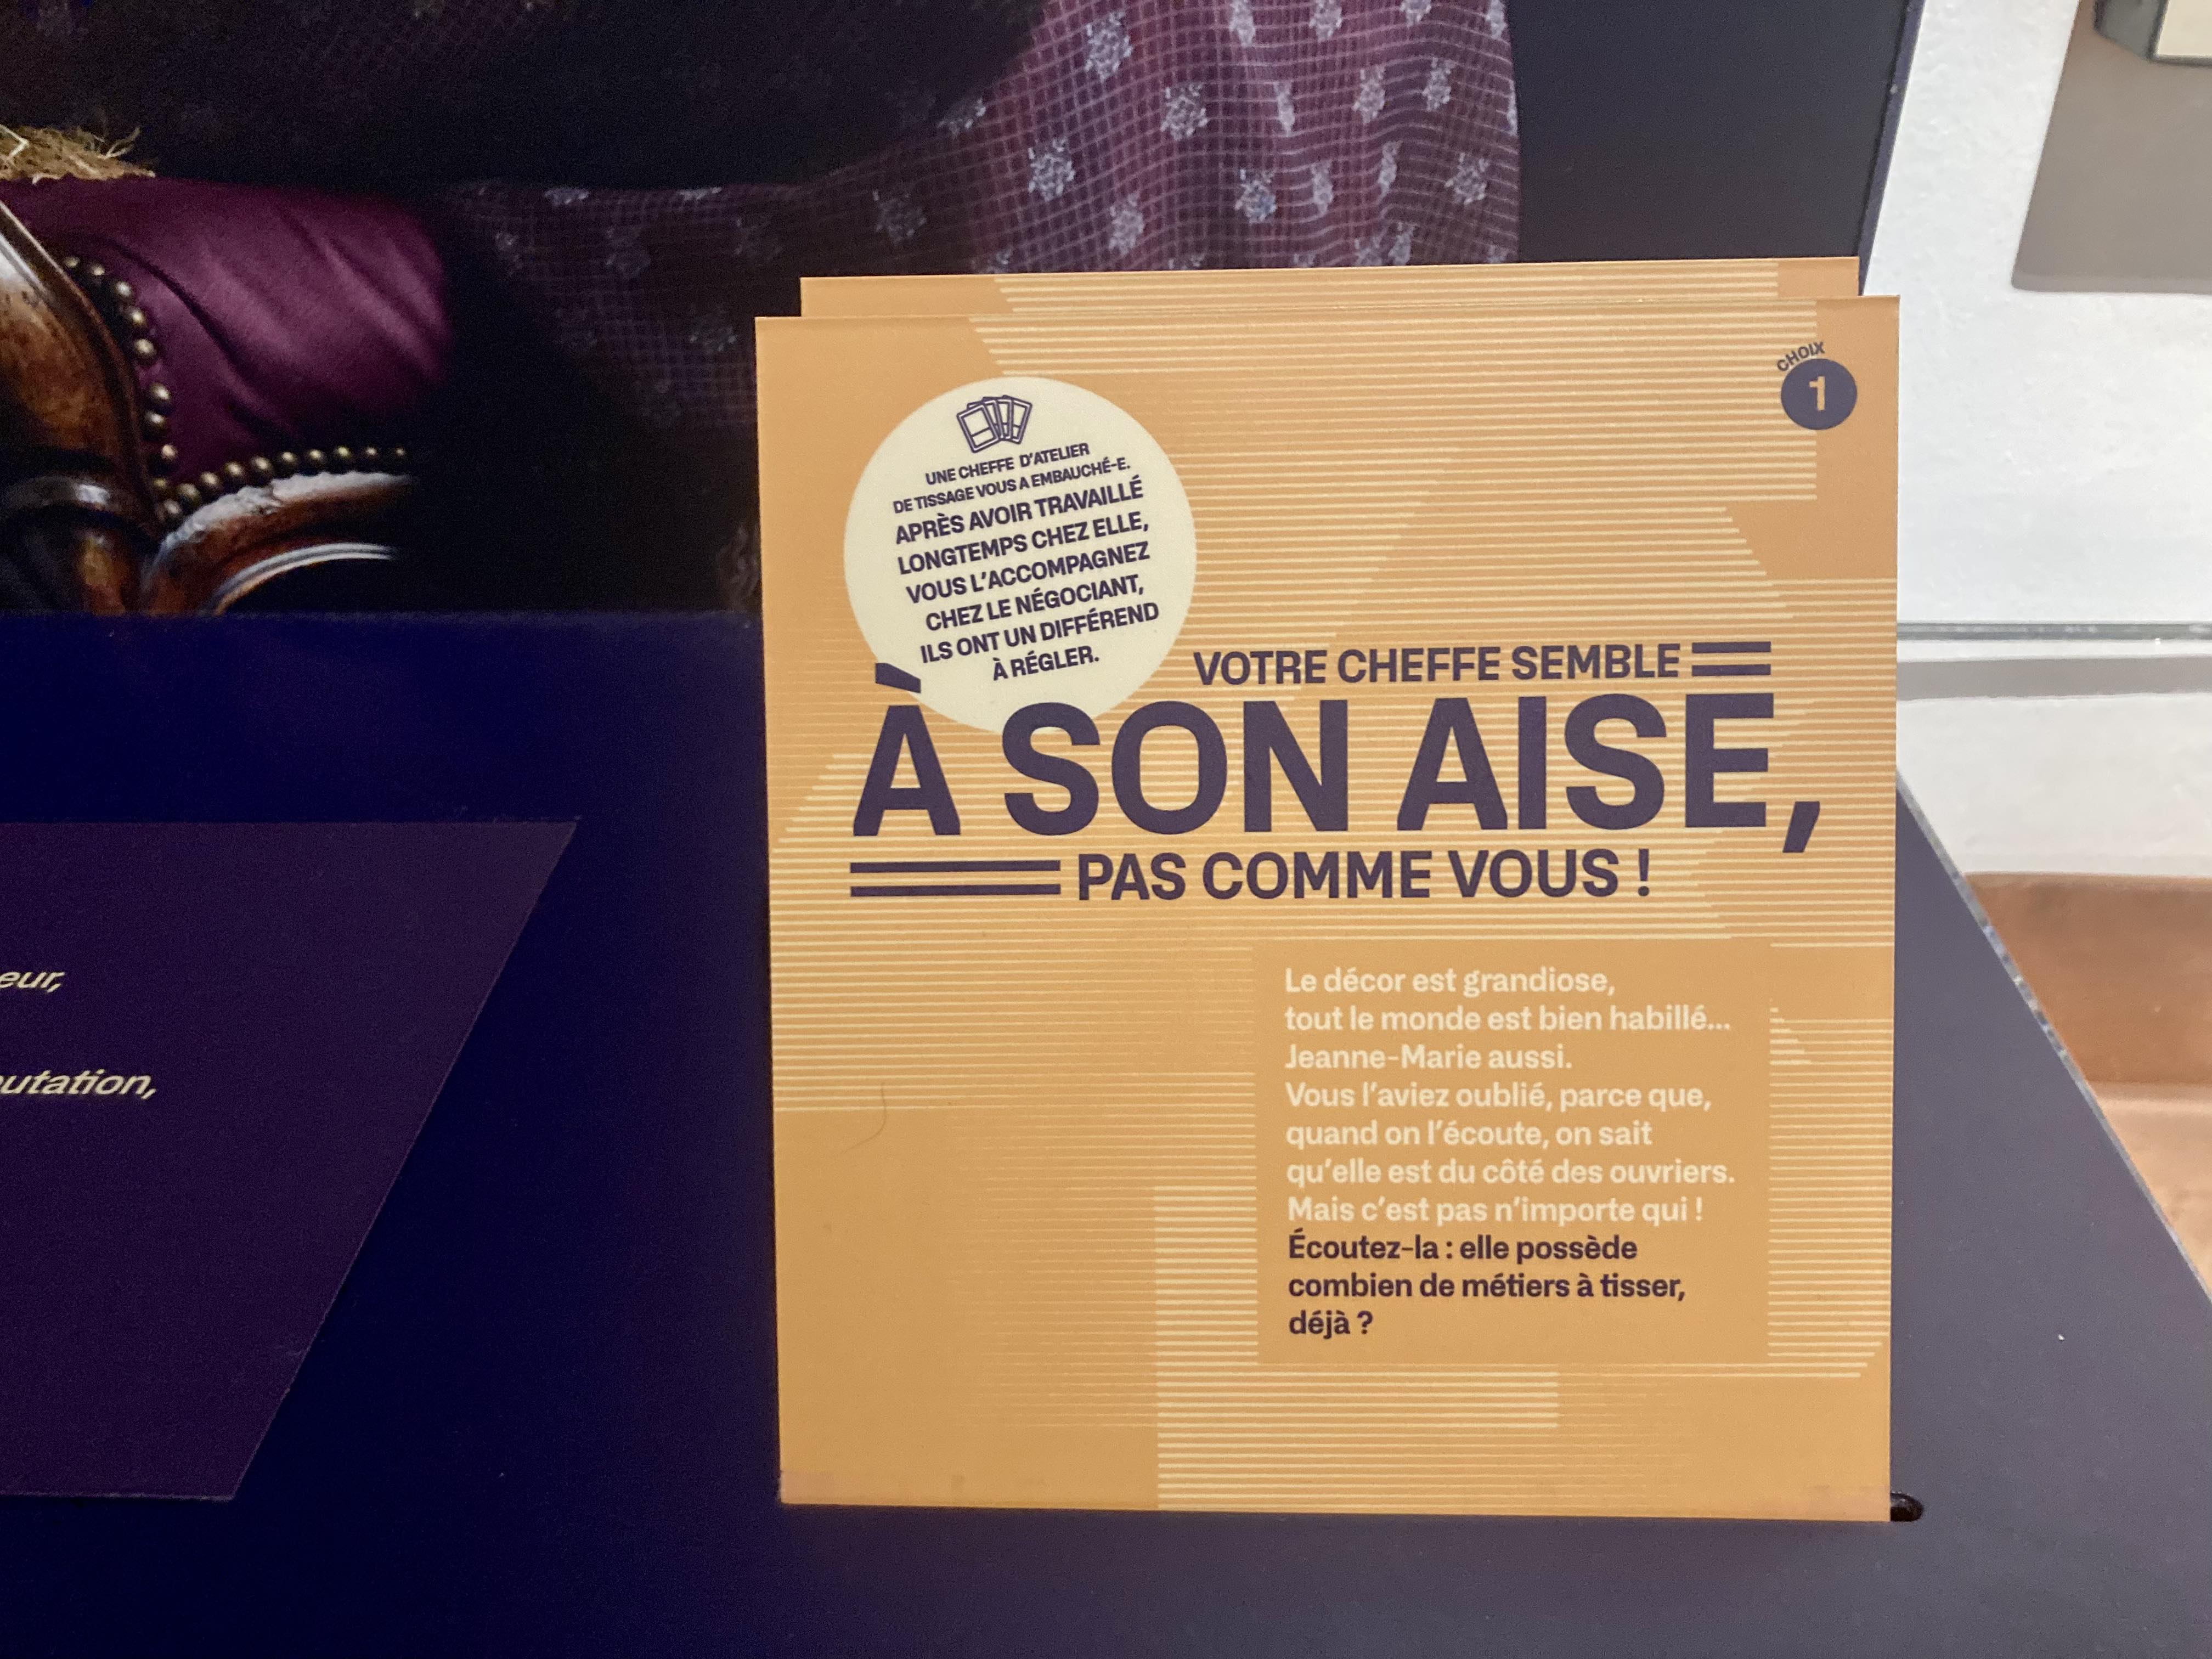 CHOIX
1
UNE CHEFFE D'ATELIER
DE TISSAGE VOUS A EMBAUCHÉ-E.
APRÈS AVOIR TRAVAILLÉ
LONGTEMPS CHEZ ELLE,
VOUS L'ACCOMPAGNEZ
CHEZ LE NÉGOCIANT,
ILS ONT UN DIFFÉREND
À RÉGLER.
VOTRE CHEFFE SEMBLE
À SON AISE,
PAS COMME VOUS !
Le décor est grandiose,
tout le monde est bien habillé...
Jeanne-Marie aussi.
Vous l'aviez oublié, parce que,
quand on l'écoute, on sait
qu'elle est du côté des ouvriers.
Mais c'est pas n'importe qui !
Écoutez-la : elle possède
combien de métiers à tisser,
déjà ?
eur,
utation,